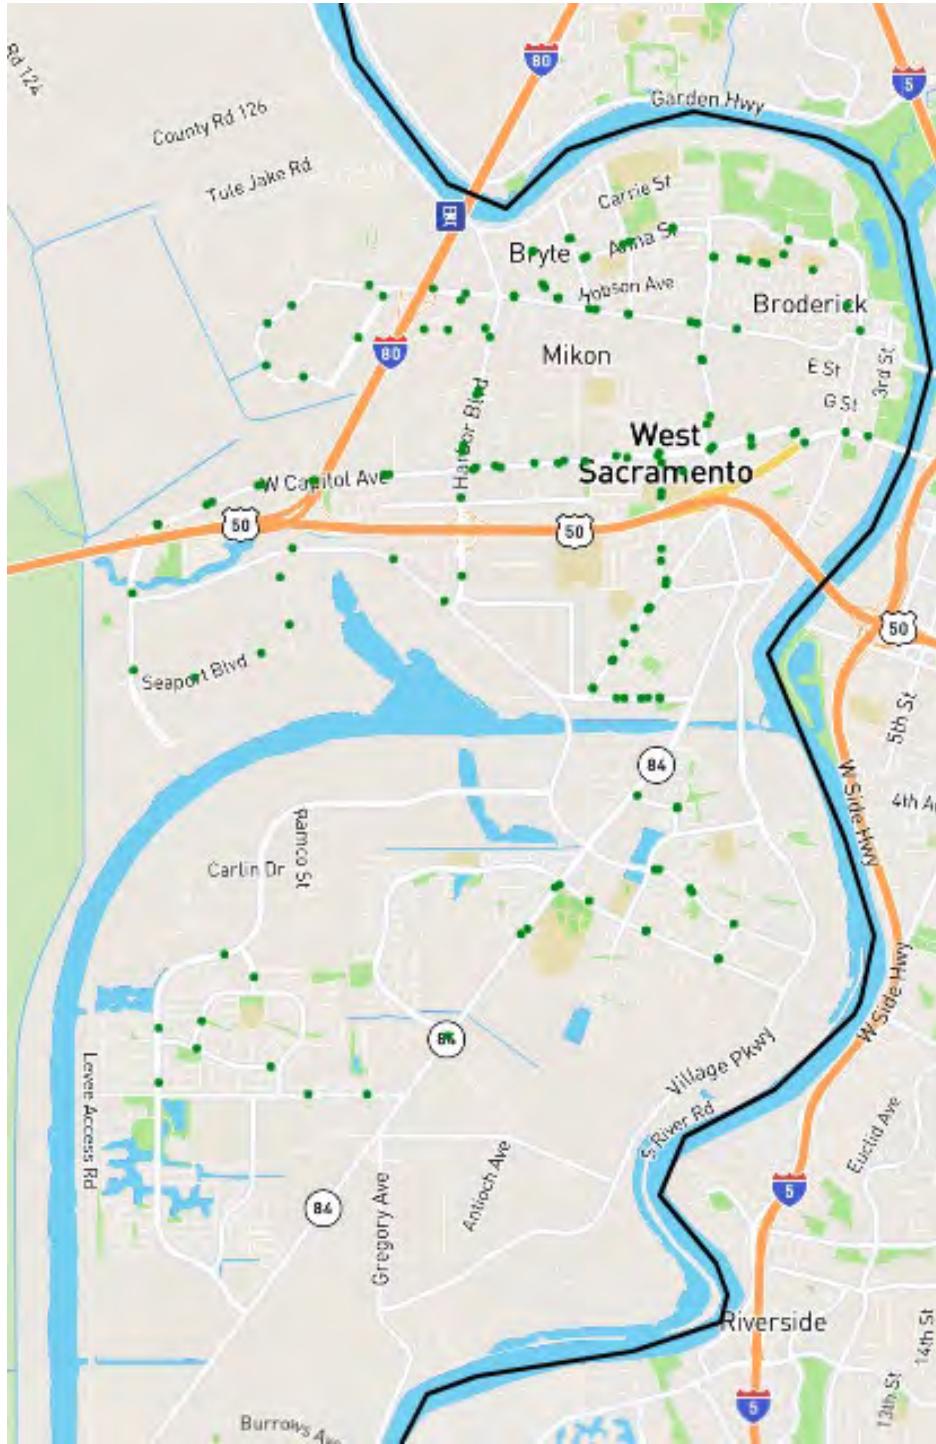 Rd 124
80
5
Garden Hwy
County Rd 126
Tule Jake Rd
Carrie St
Bryte
Anna St
Hobson Ave
Broderick
80
Mikon
E St
3rd St
G St
Harbor Blvd
West
Sacramento
W Capitol Ave
50
50
50
Seaport Blvd
5th St
84
W Side Hwy
4th A
Ramco St
Carlin Dr
W Side Hwy
84
Village Pkwy
Levee Access Rd
S River Rd
Euclid Ave
Antioch Ave
5
84
Gregory Ave
Riverside
14th St
13th St
5
Burrows Ave